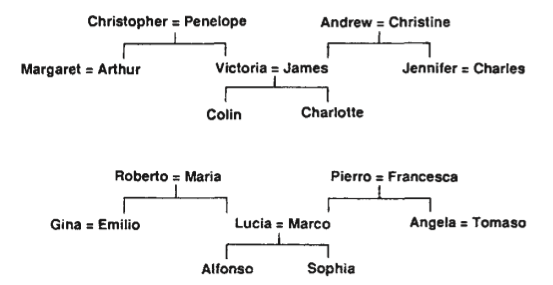 Christopher = Penelope Andrew = Christine
Margaret = Arthur Victoria = James Jennifer = Charles
Colin Charlotte
Roberto = Maria Pierro = Francesca
Gina = Emilio Lucia = Marco Angela = Tomaso
Alfonso Sophia